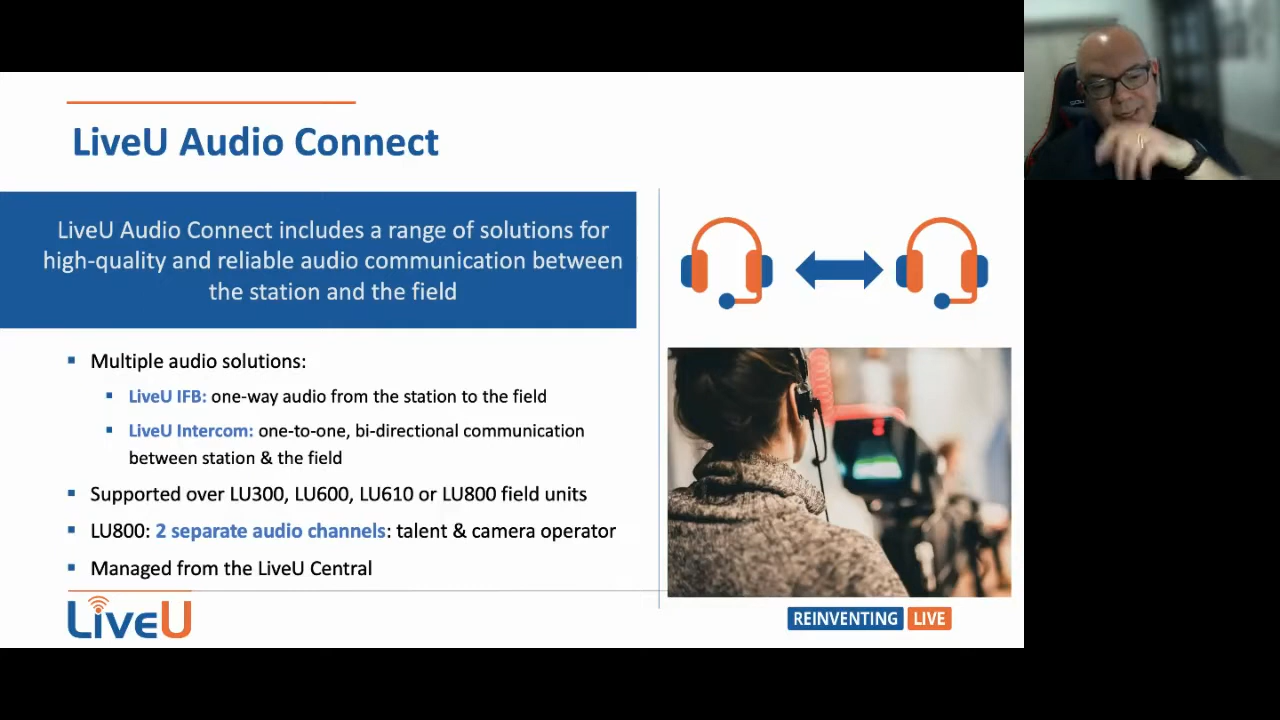 LiveU Audio Connect
LiveU Audio Connect includes a range of solutions for
high-quality and reliable audio communication between
the station and the field
▪ Multiple audio solutions:
▪ LiveU IFB: one-way audio from the station to the field
▪ LiveU Intercom: one-to-one, bi-directional communication
between station & the field
▪ Supported over LU300, LU600, LU610 or LU800 field units
▪ LU800: 2 separate audio channels: talent & camera operator
▪ Managed from the LiveU Central
LiveU
REINVENTING LIVE